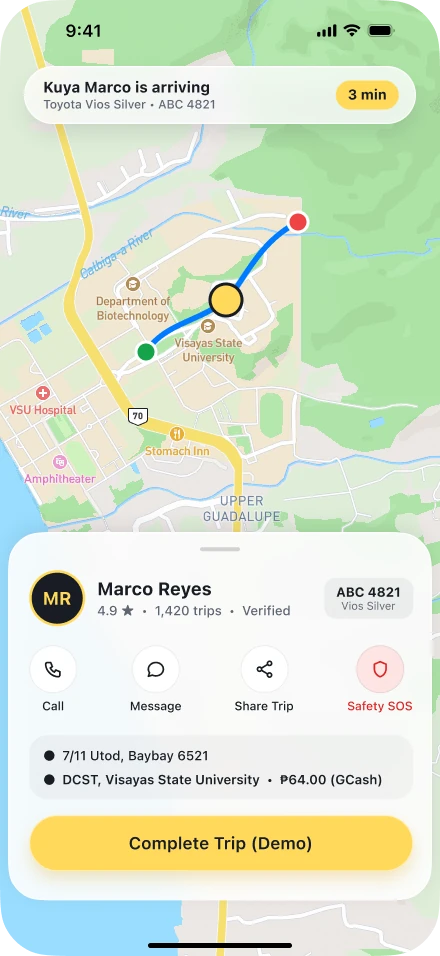 9:41
Kuya Marco is arriving
Toyota Vios Silver • ABC 4821
3 min
River
Calbiga-a River
Department of
Biotechnology
Visayas State
University
VSU Hospital
70
Stomach Inn
Amphitheater
UPPER
GUADALUPE
MR
Marco Reyes
4.9 ★ • 1,420 trips • Verified
ABC 4821
Vios Silver
Call
Message
Share Trip
Safety SOS
7/11 Utod, Baybay 6521
DCST, Visayas State University • ₱64.00 (GCash)
Complete Trip (Demo)